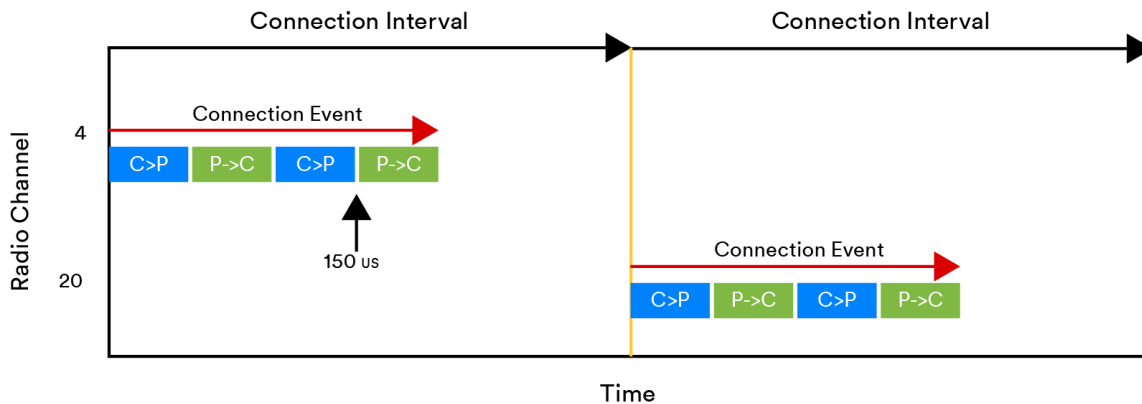 Connection Interval
Connection Interval
Connection Event
4
C>P
P->C
C>P
P->C
150 us
Radio Channel
Connection Event
20
C>P
P->C
C>P
P->C
Time